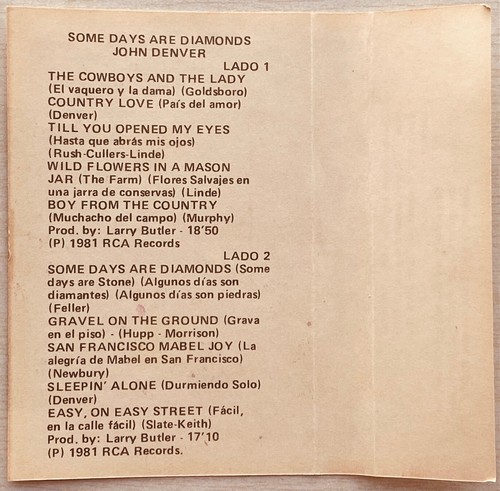 SOME DAYS ARE DIAMONDS
JOHN DENVER
LADO 1
THE COWBOYS AND THE LADY
(El vaquero y la dama) (Goldsboro)
COUNTRY LOVE (País del amor)
(Denver)
TILL YOU OPENED MY EYES
(Hasta que abrás mis ojos)
(Rush-Cullers-Linde)
WILD FLOWERS IN A MASON
JAR (The Farm) (Flores Salvajes en
una jarra de conservas) (Linde)
BOY FROM THE COUNTRY
(Muchacho del campo) (Murphy)
Prod. by: Larry Butler - 18'50
(P) 1981 RCA Records
LADO 2
SOME DAYS ARE DIAMONDS (Some
days are Stone) (Algunos días son
diamantes) (Algunos días son piedras)
(Feller)
GRAVEL ON THE GROUND (Grava
en el piso) - (Hupp - Morrison)
SAN FRANCISCO MABEL JOY (La
alegría de Mabel en San Francisco)
(Newbury)
SLEEPIN' ALONE (Durmiendo Solo)
(Denver)
EASY, ON EASY STREET (Fácil,
en la calle fácil) (Slate-Keith)
Prod. by: Larry Butler - 17'10
(P) 1981 RCA Records.